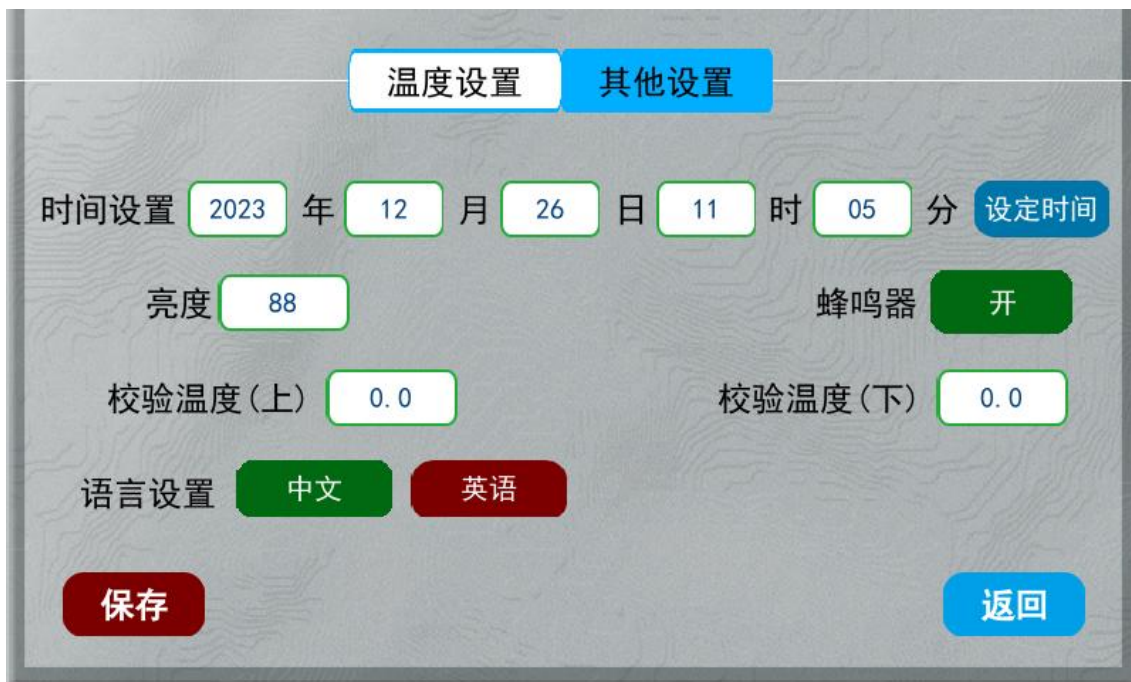 温度设置 其他设置
时间设置 2023 年 12 月 26 日 11 时 05 分 设定时间
亮度 88 蜂鸣器 开
校验温度(上) 0.0 校验温度(下) 0.0
语言设置 中文 英语
保存 返回